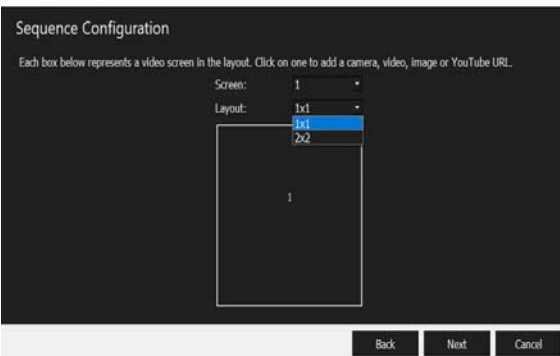 Sequence Configuration
Each box below represents a video screen in the layout. Click on one to add a camera, video, image or YouTube URL.
Screen: 1
Layout: 1x1
1x1
2x2
1
Back Next Cancel